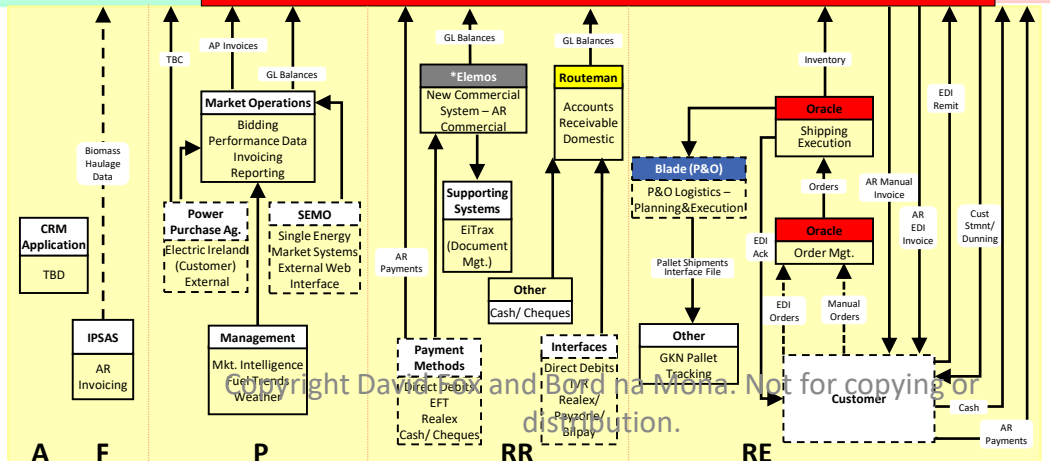 TBC
AP Invoices
GL Balances
Market Operations
Bidding
Performance Data
Invoicing
Reporting
Biomass
Haulage
Data
CRM
Application
TBD
IPSAS
AR
Invoicing
Power
Purchase Ag.
Electric Ireland
(Customer)
External
SEMO
Single Energy
Market Systems
External Web
Interface
Management
Mkt. Intelligence
Fuel Trends
Weather
GL Balances
*Elemos
New Commercial
System – AR
Commercial
GL Balances
Routeman
Accounts
Receivable
Domestic
Supporting
Systems
EiTrax
(Document
Mgt.)
AR
Payments
Other
Cash/ Cheques
Payment
Methods
Direct Debits
EFT
Realex
Cash/ Cheques
Interfaces
Direct Debits
IVR
Realex/
Payzone/
Billpay
Inventory
Oracle
Shipping
Execution
Blade (P&O)
P&O Logistics –
Planning&Execution
Orders
Oracle
Order Mgt.
EDI
Ack
Pallet Shipments
Interface File
Other
GKN Pallet
Tracking
EDI
Orders
Manual
Orders
AR Manual
Invoice
AR
EDI
Invoice
EDI
Remit
Cust
Stmnt/
Dunning
Customer
Cash
AR
Payments
Copyright David Fox and Bord na Mona. Not for copying or
distribution.
A F P RR RE